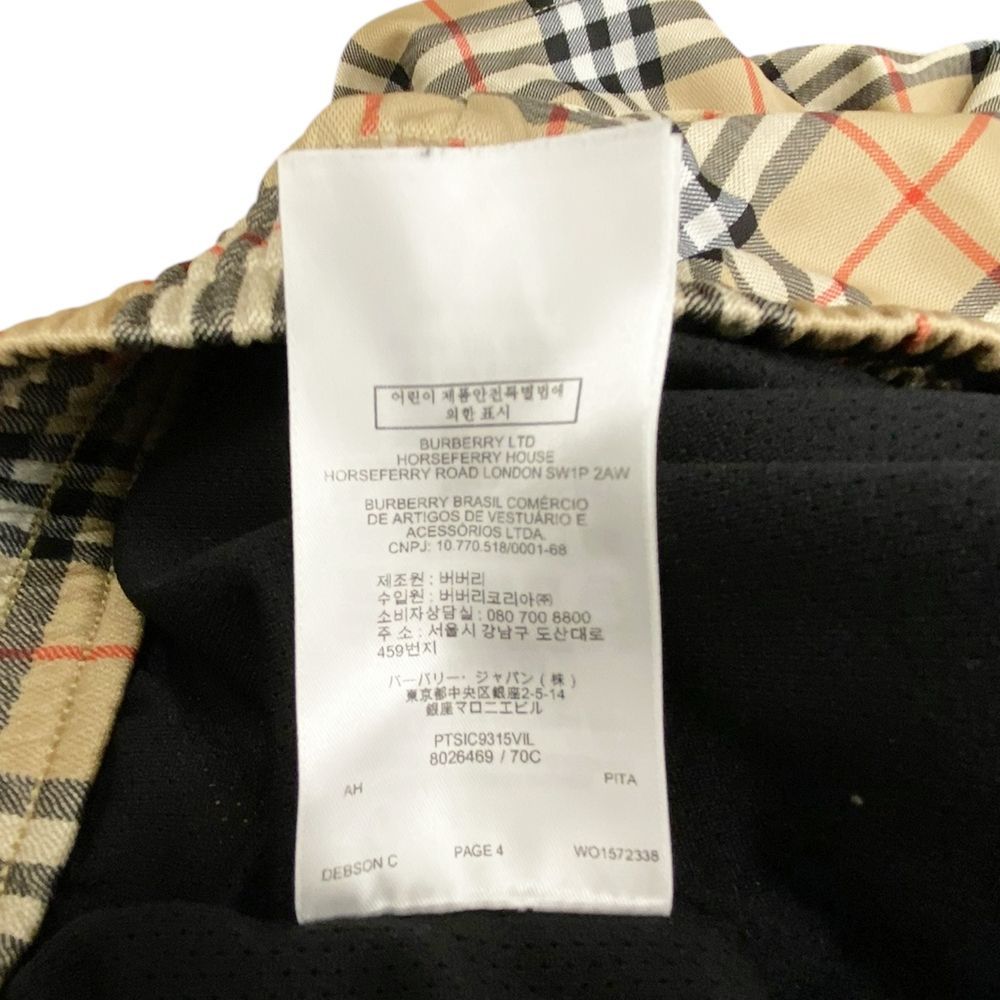 어린이 제품안전특별법에
의한 표시
BURBERRY LTD
HORSEFERRY HOUSE
HORSEFERRY ROAD LONDON SW1P 2AW
BURBERRY BRASIL COMÉRCIO
DE ARTIGOS DE VESTUÁRIO E
ACESSÓRIOS LTDA.
CNPJ: 10.770.518/0001-68
제조원 : 버버리
수입원 : 버버리코리아㈜
소비자상담실 : 080 700 8800
주 소 : 서울시 강남구 도산대로
459번지
バーバリー・ジャパン(株)
東京都中央区銀座2-5-14
銀座マロニエビル
PTSIC9315VIL
8026469 / 70C
AH PITA
DEBSON C PAGE 4 WO1572338